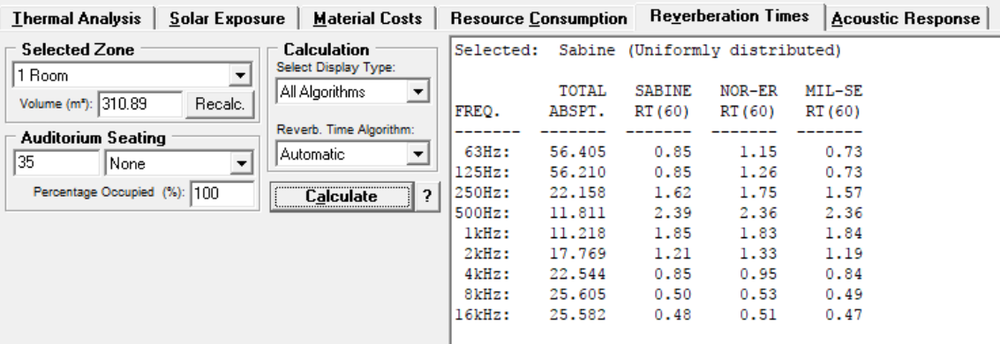 Thermal Analysis Solar Exposure Material Costs Resource Consumption Reverberation Times Acoustic Response
Selected Zone
1 Room
Volume (m³): 310.89 Recalc.
Auditorium Seating
35 None
Percentage Occupied (%): 100
Calculation
Select Display Type:
All Algorithms
Reverb. Time Algorithm:
Automatic
Calculate ?
Selected: Sabine (Uniformly distributed)
TOTAL SABINE NOR-ER MIL-SE
FREQ. ABSPT. RT(60) RT(60) RT(60)
------- ------- ------- ------- -------
63Hz: 56.405 0.85 1.15 0.73
125Hz: 56.210 0.85 1.26 0.73
250Hz: 22.158 1.62 1.75 1.57
500Hz: 11.811 2.39 2.36 2.36
1kHz: 11.218 1.85 1.83 1.84
2kHz: 17.769 1.21 1.33 1.19
4kHz: 22.544 0.85 0.95 0.84
8kHz: 25.605 0.50 0.53 0.49
16kHz: 25.582 0.48 0.51 0.47